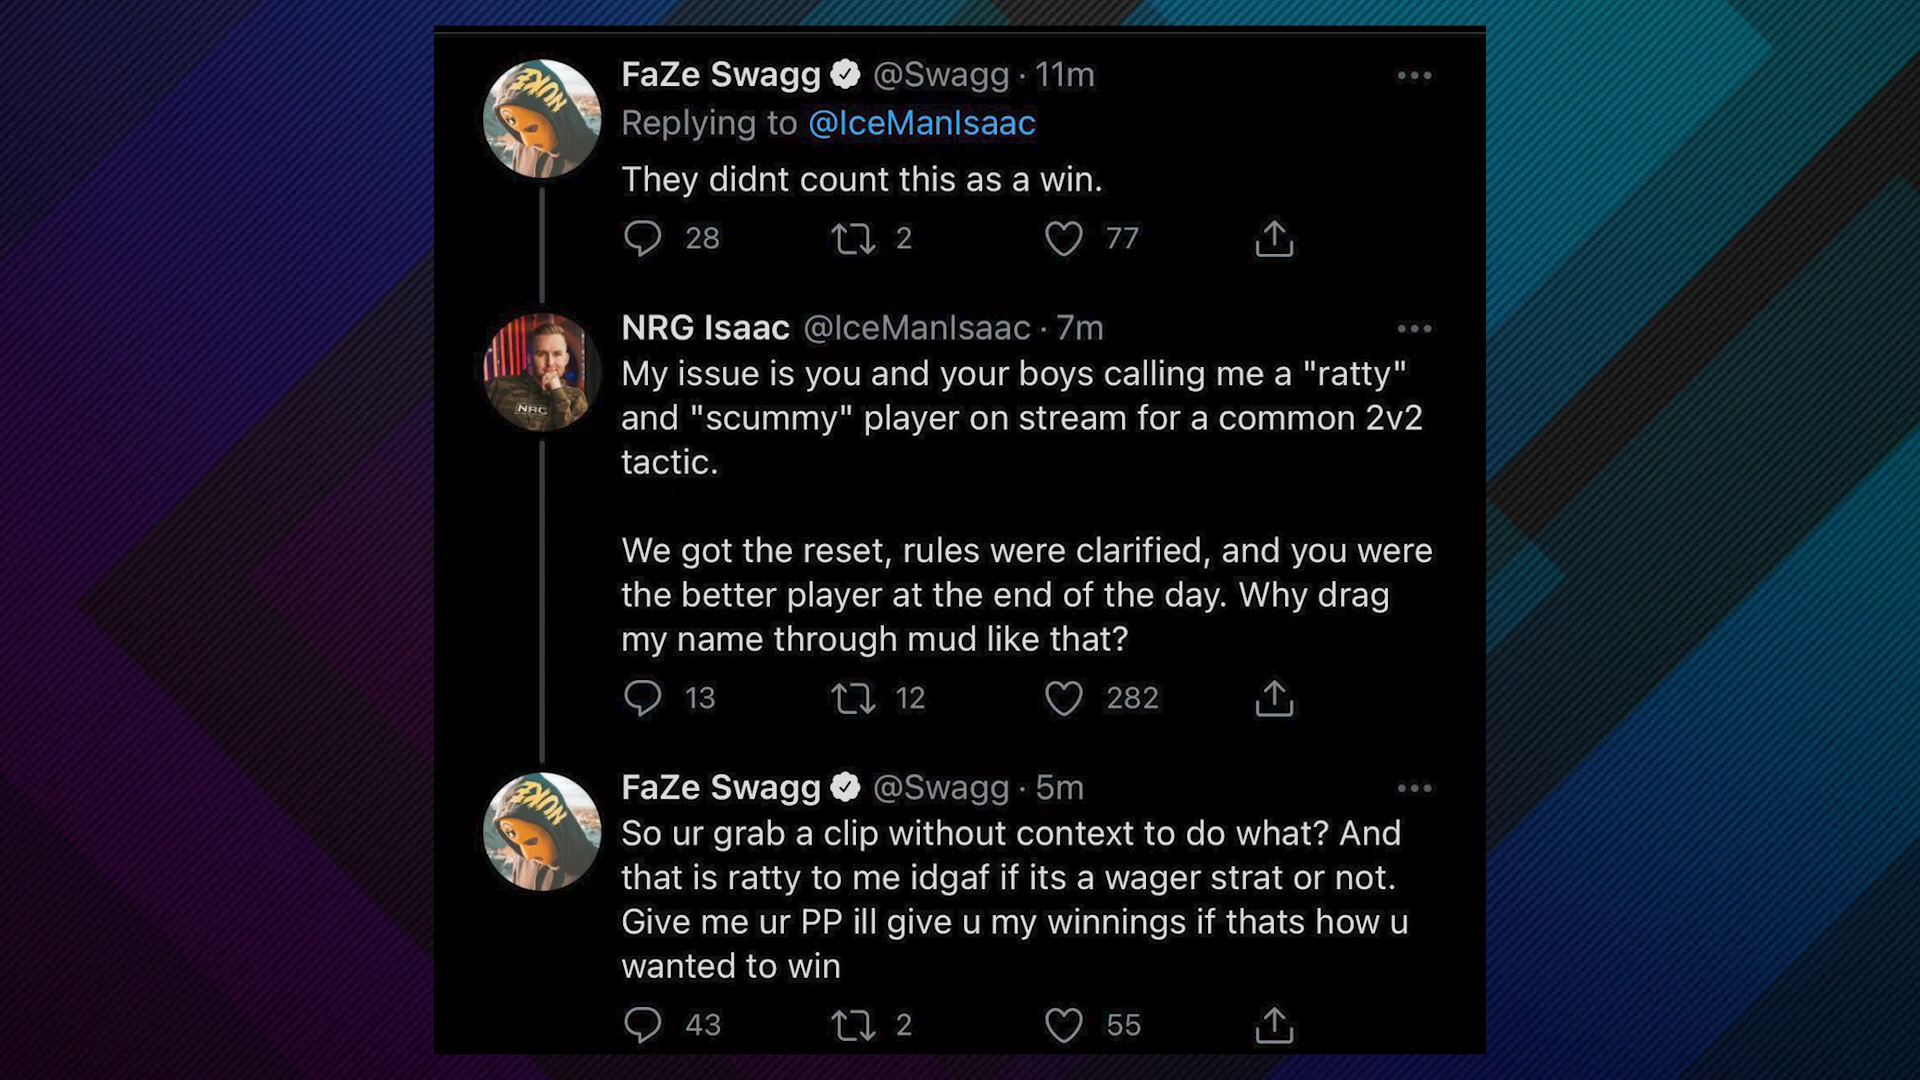 FaZe Swagg @Swagg · 11m
Replying to @IceManIsaac
They didnt count this as a win.
28 2 77
NRG Isaac @IceManIsaac · 7m
My issue is you and your boys calling me a "ratty"
and "scummy" player on stream for a common 2v2
tactic.
We got the reset, rules were clarified, and you were
the better player at the end of the day. Why drag
my name through mud like that?
13 12 282
FaZe Swagg @Swagg · 5m
So ur grab a clip without context to do what? And
that is ratty to me idgaf if its a wager strat or not.
Give me ur PP ill give u my winnings if thats how u
wanted to win
43 2 55
NUKE
NRG
NUKE